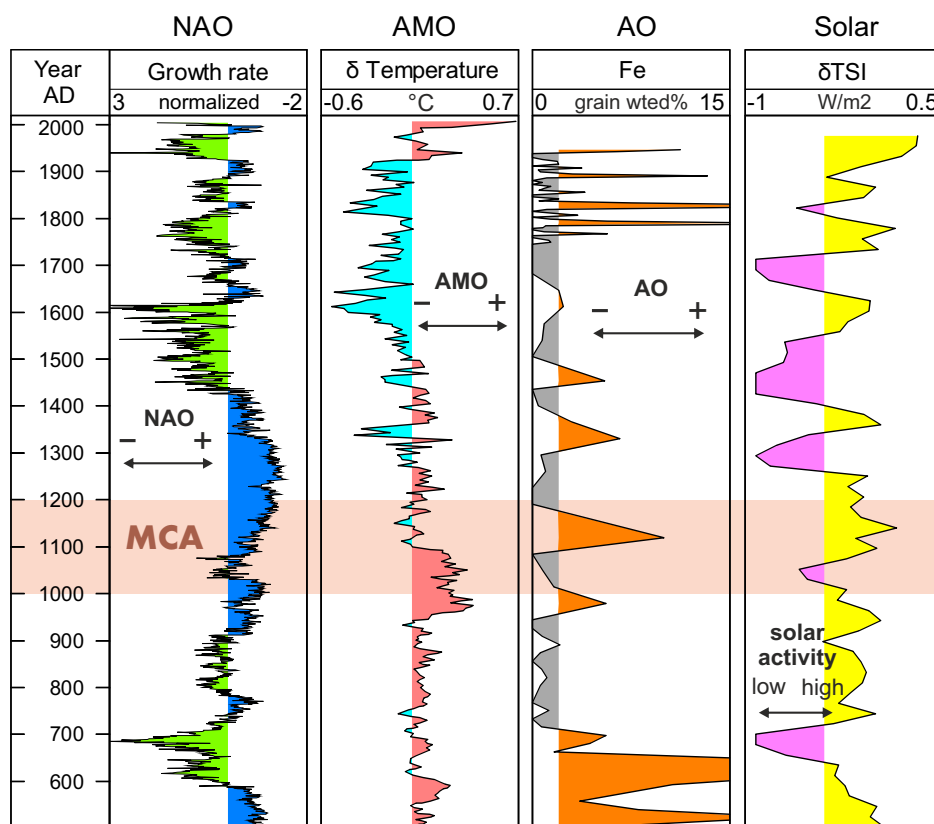 NAO AMO AO Solar
Year
AD
Growth rate
3 normalized -2
δ Temperature
-0.6 °C 0.7
Fe
0 grain wted% 15
δTSI
-1 W/m2 0.5
2000
1900
1800
1700
1600
1500
1400
1300
1200
1100
1000
900
800
700
600
NAO
- +
AMO
- +
AO
- +
MCA
solar
activity
low high